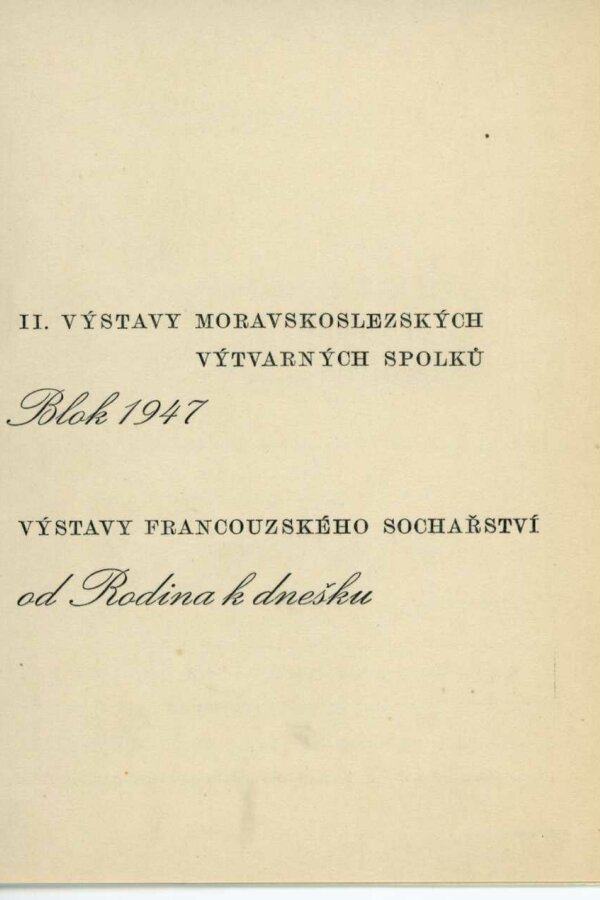 II. VÝSTAVY MORAVSKOSLEZSKÝCH
VÝTVARNÝCH SPOLKŮ
Blok 1947
VÝSTAVY FRANCOUZSKÉHO SOCHAŘSTVÍ
od Rodina k dnešku